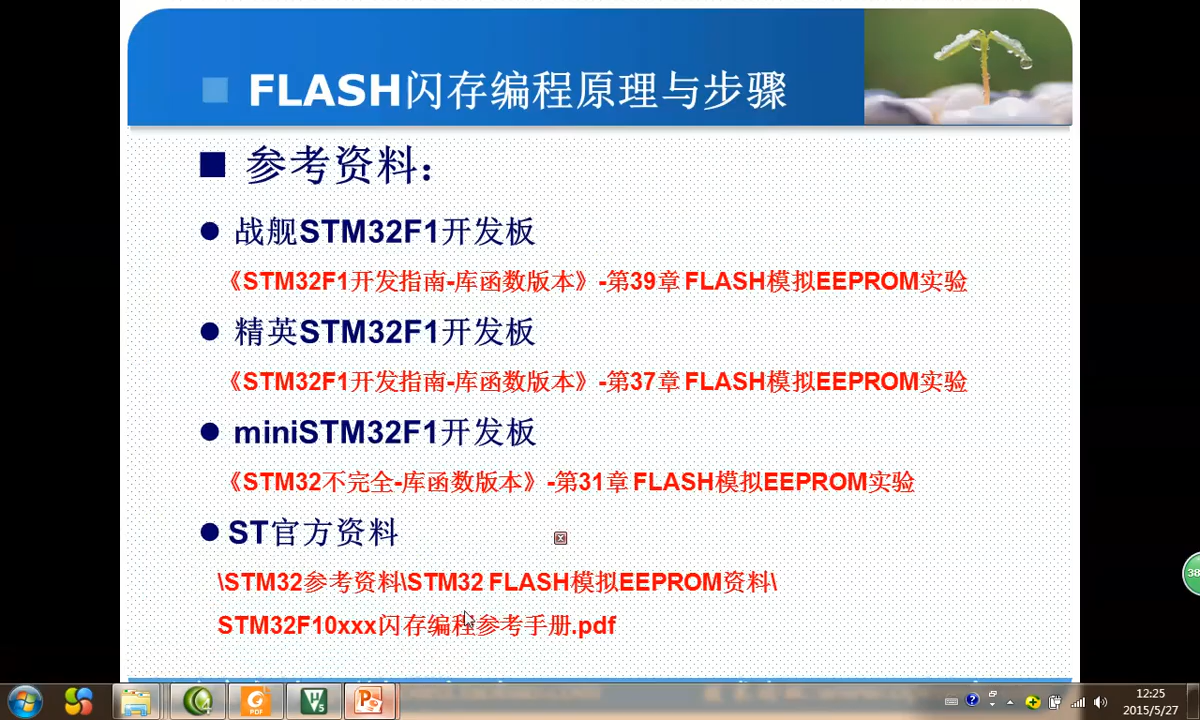 FLASH闪存编程原理与步骤
参考资料：
战舰STM32F1开发板
《STM32F1开发指南-库函数版本》-第39章 FLASH模拟EEPROM实验
精英STM32F1开发板
《STM32F1开发指南-库函数版本》-第37章 FLASH模拟EEPROM实验
miniSTM32F1开发板
《STM32不完全-库函数版本》-第31章 FLASH模拟EEPROM实验
ST官方资料
\STM32参考资料\STM32 FLASH模拟EEPROM资料\
STM32F10xxx闪存编程参考手册.pdf
38
12:25
2015/5/27